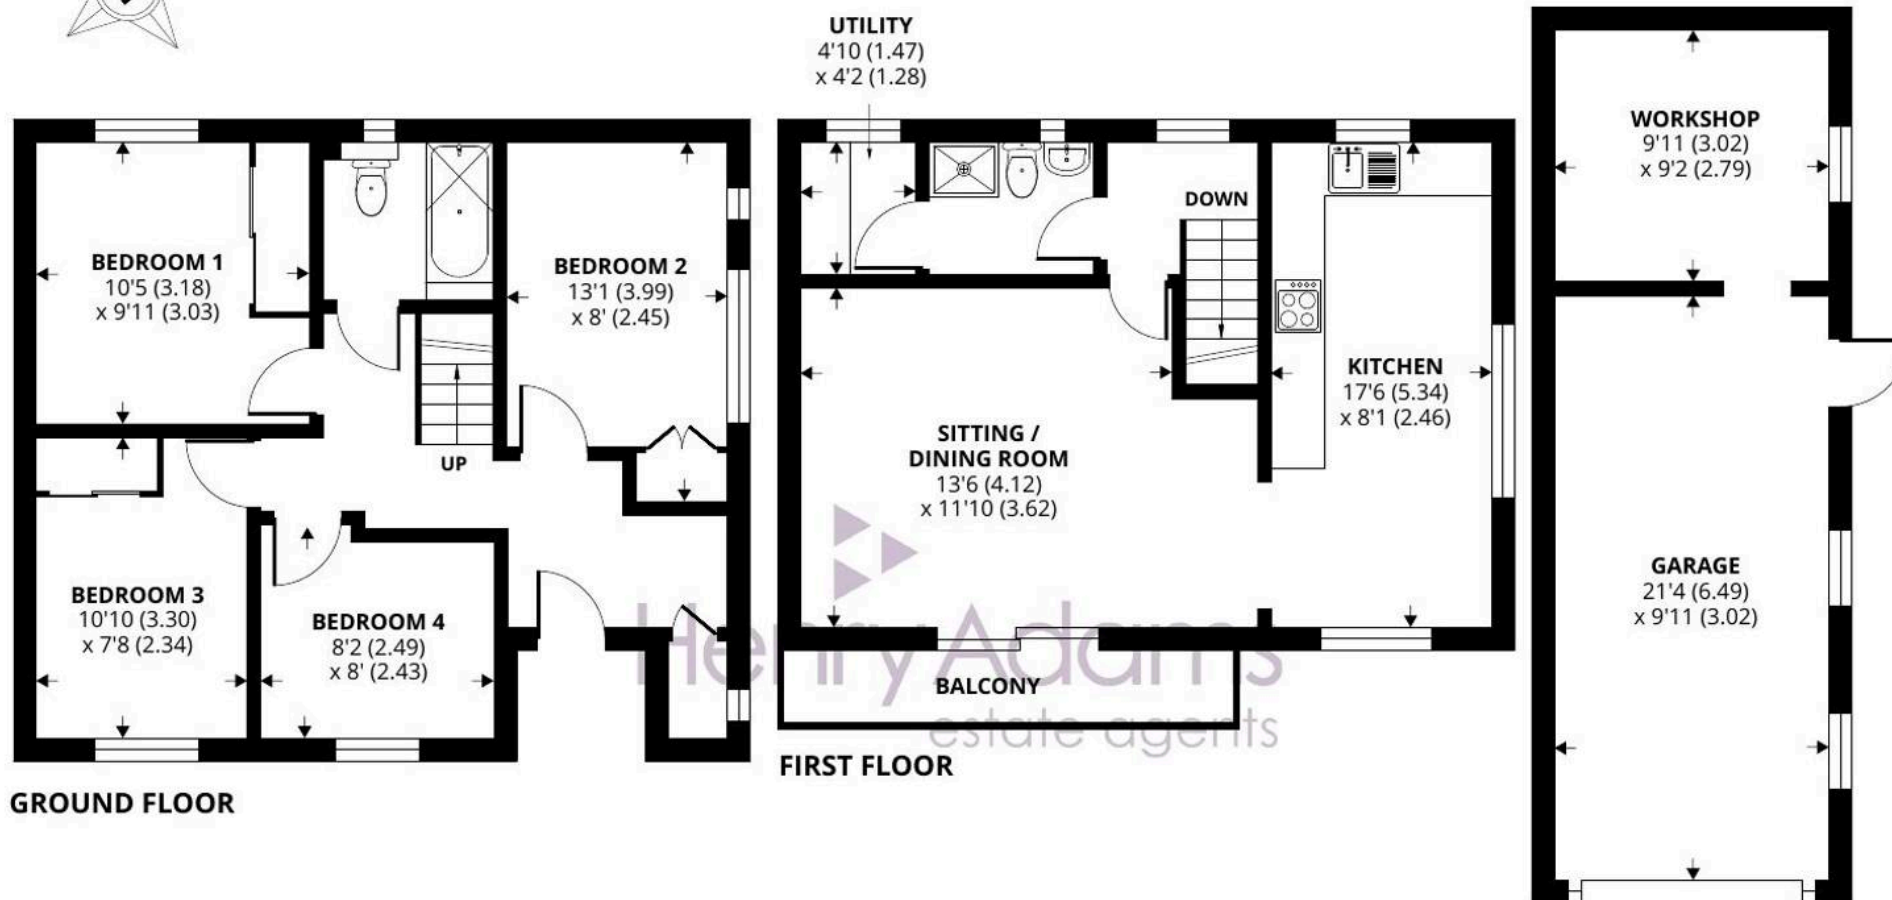 UTILITY
4'10 (1.47)
x 4'2 (1.28)
WORKSHOP
9'11 (3.02)
x 9'2 (2.79)
BEDROOM 1
10'5 (3.18)
x 9'11 (3.03)
BEDROOM 2
13'1 (3.99)
x 8' (2.45)
DOWN
KITCHEN
17'6 (5.34)
x 8'1 (2.46)
UP
SITTING /
DINING ROOM
13'6 (4.12)
x 11'10 (3.62)
BEDROOM 3
10'10 (3.30)
x 7'8 (2.34)
BEDROOM 4
8'2 (2.49)
x 8' (2.43)
GARAGE
21'4 (6.49)
x 9'11 (3.02)
Henry Adams
estate agents
BALCONY
FIRST FLOOR
GROUND FLOOR